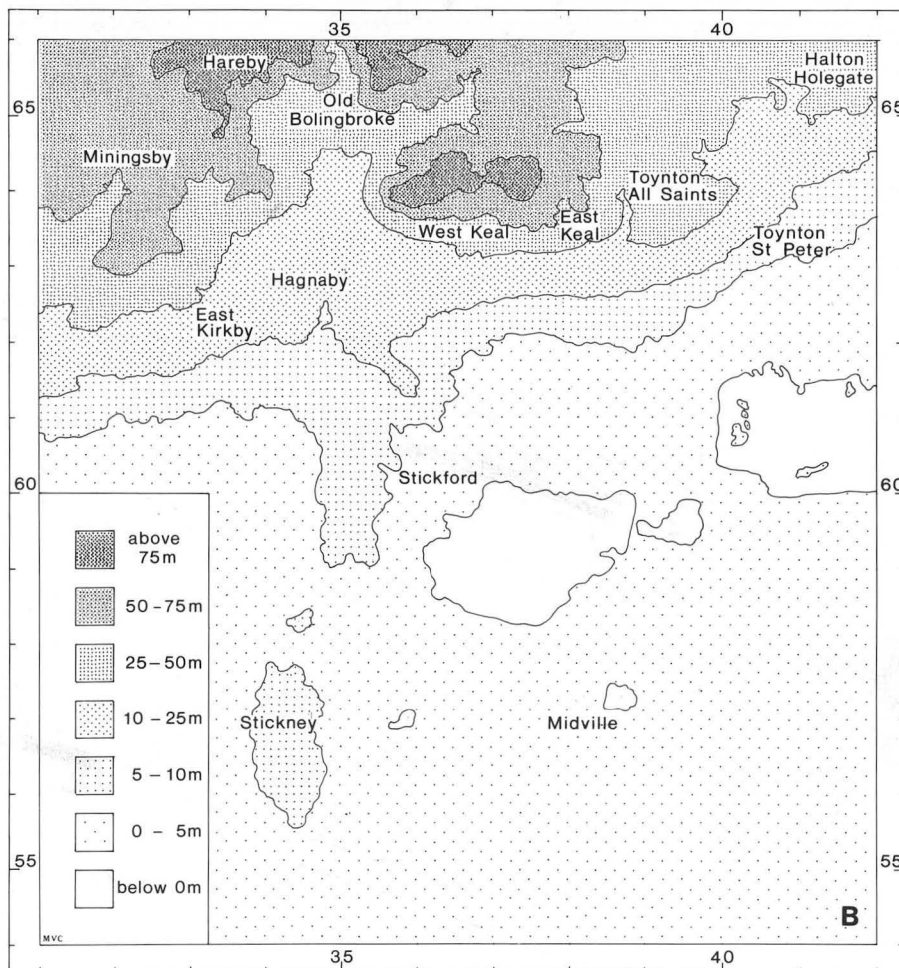 35
40
Hareby
Halton
Holegate
65
65
Old
Bolingbroke
Miningsby
Toynton
All Saints
West Keal
East
Keal
Toynton
St Peter
Hagnaby
East
Kirkby
Stickford
60
60
above
75m
50-75m
25-50m
10-25m
5-10m
0 - 5m
below 0m
Stickney
Midville
55
55
B
MVC
35
40